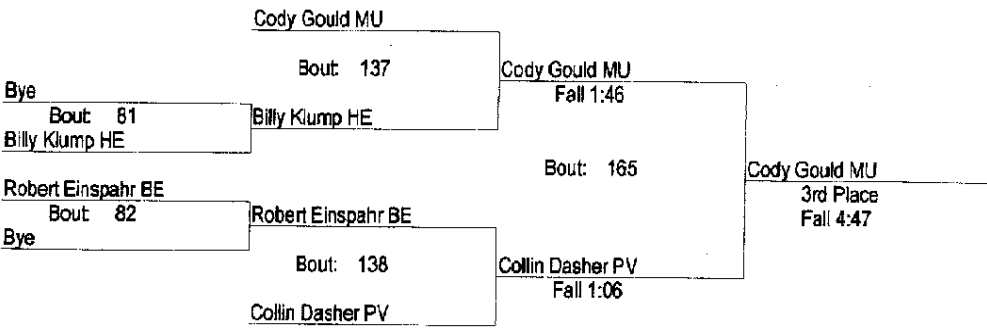 Cody Gould MU
Bout: 137
Cody Gould MU
Fall 1:46
Bye
Bout: 81
Billy Klump HE
Billy Klump HE
Bout: 165
Cody Gould MU
3rd Place
Fall 4:47
Robert Einspahr BE
Bout: 82
Robert Einspahr BE
Bye
Bout: 138
Collin Dasher PV
Fall 1:06
Collin Dasher PV